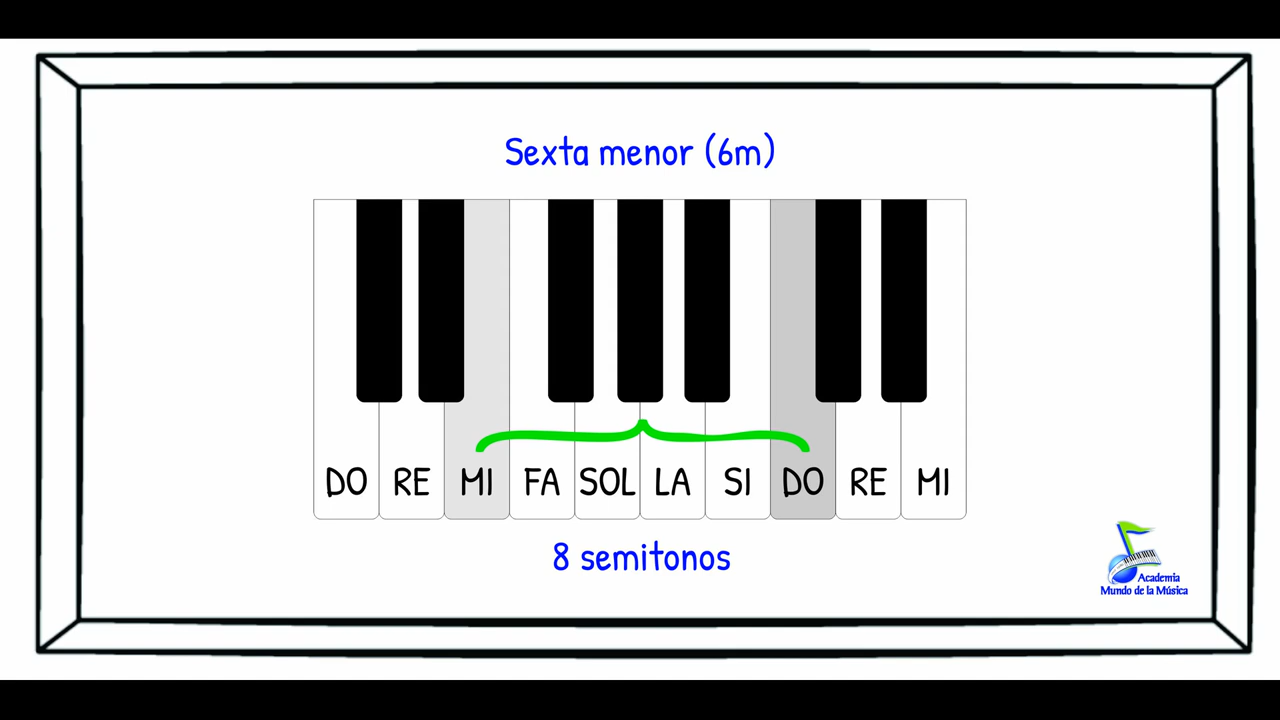 Sexta menor (6m)
DO RE MI FA SOL LA SI DO RE MI
8 semitonos
Academia
Mundo de la Música